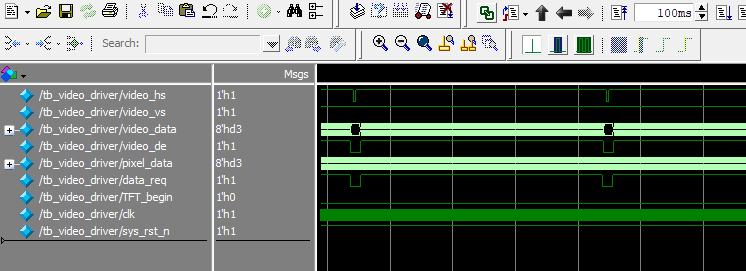 100ms
Search:
Msgs
/tb_video_driver/video_hs 1'h1
/tb_video_driver/video_vs 1'h1
/tb_video_driver/video_data 8'hd3
/tb_video_driver/video_de 1'h1
/tb_video_driver/pixel_data 8'hd3
/tb_video_driver/data_req 1'h1
/tb_video_driver/TFT_begin 1'h0
/tb_video_driver/clk 1'h1
/tb_video_driver/sys_rst_n 1'h1